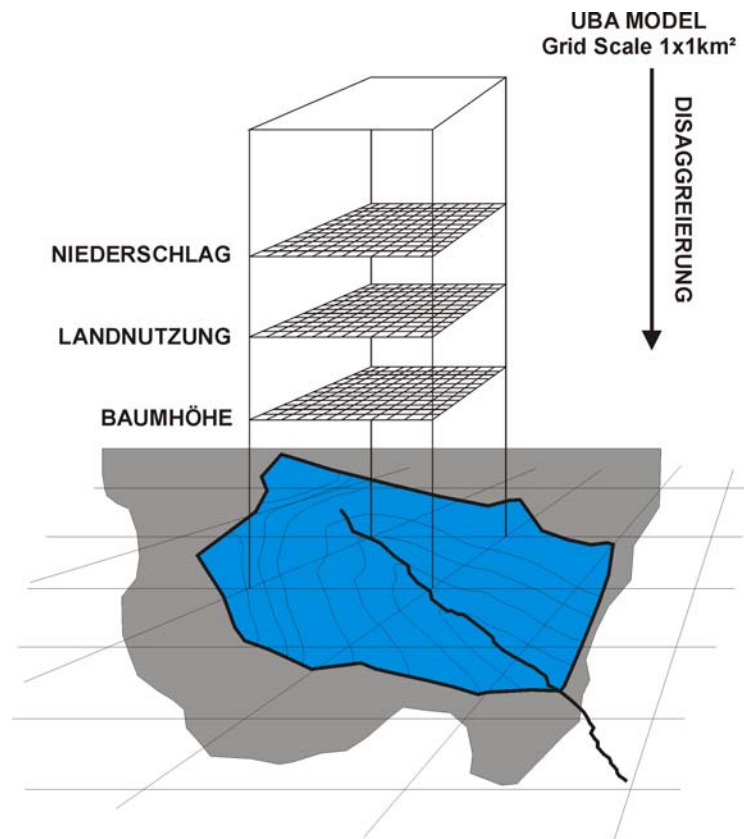 UBA MODEL
Grid Scale 1x1km²
DISAGGREIERUNG
NIEDERSCHLAG
LANDNUTZUNG
BAUMHÖHE